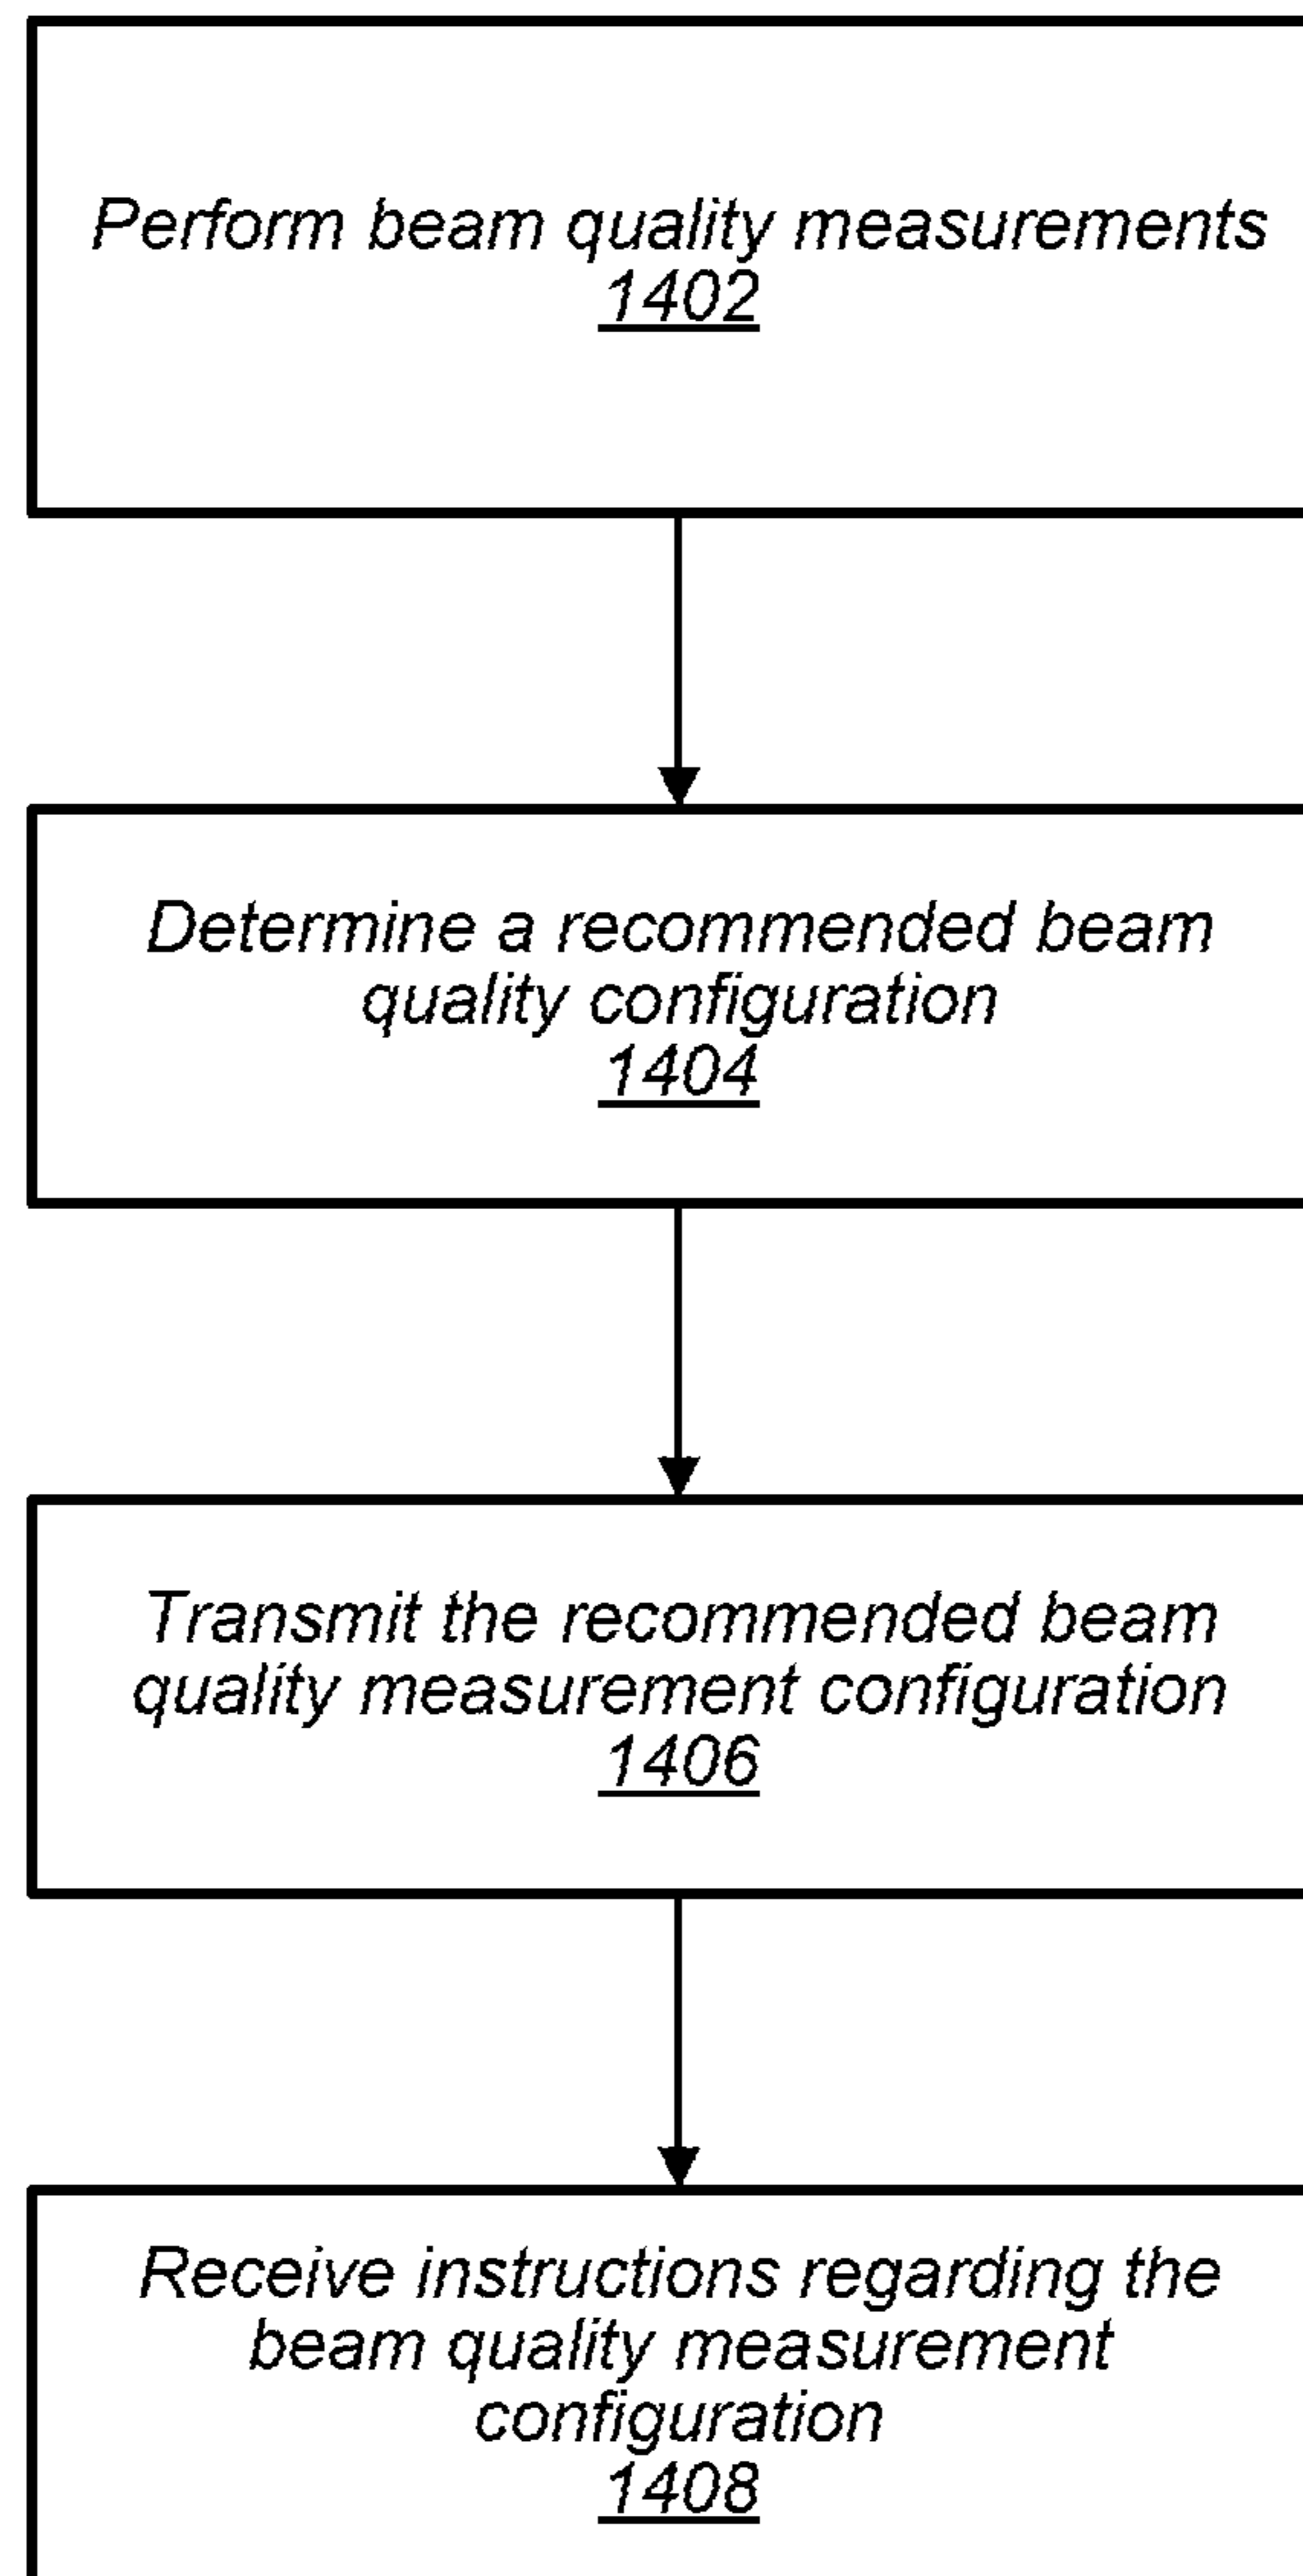 Perform beam quality measurements
1402
Determine a recommended beam
quality configuration
1404
Transmit the recommended beam
quality measurement configuration
1406
Receive instructions regarding the
beam quality measurement
configuration
1408